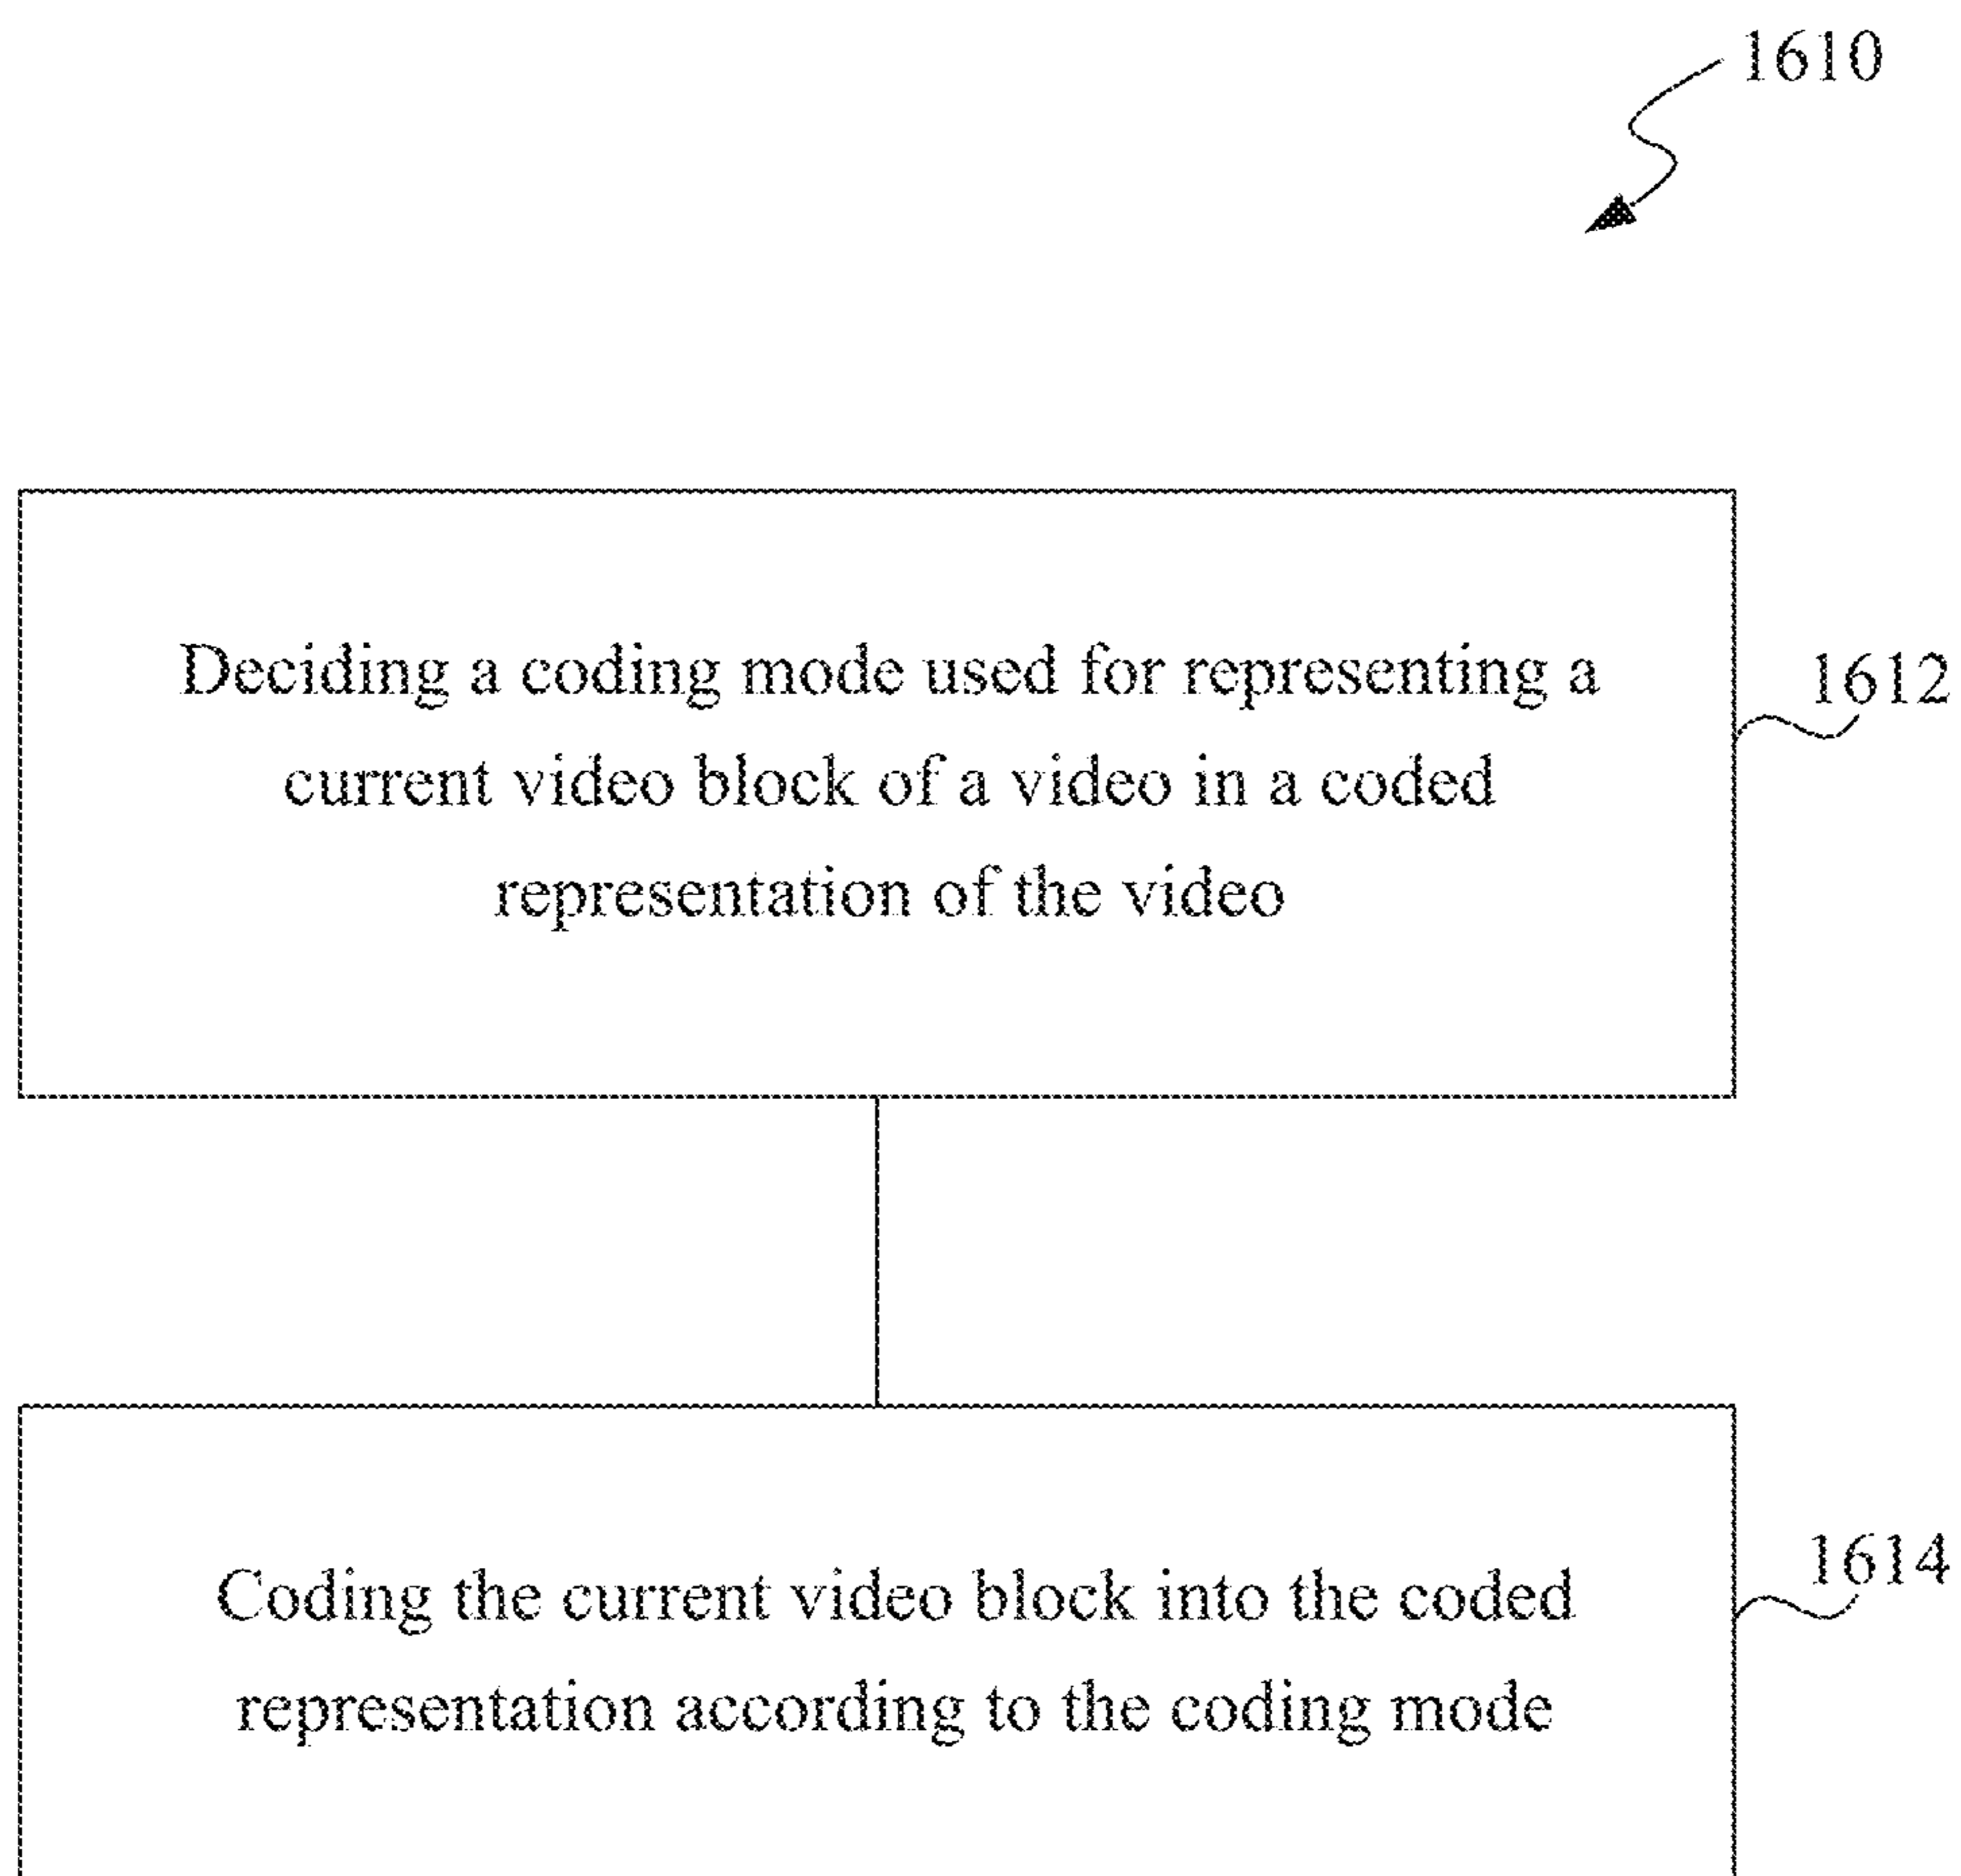 1610
Deciding a coding mode used for representing a
current video block of a video in a coded
representation of the video
1612
Coding the current video block into the coded
representation according to the coding mode
1614